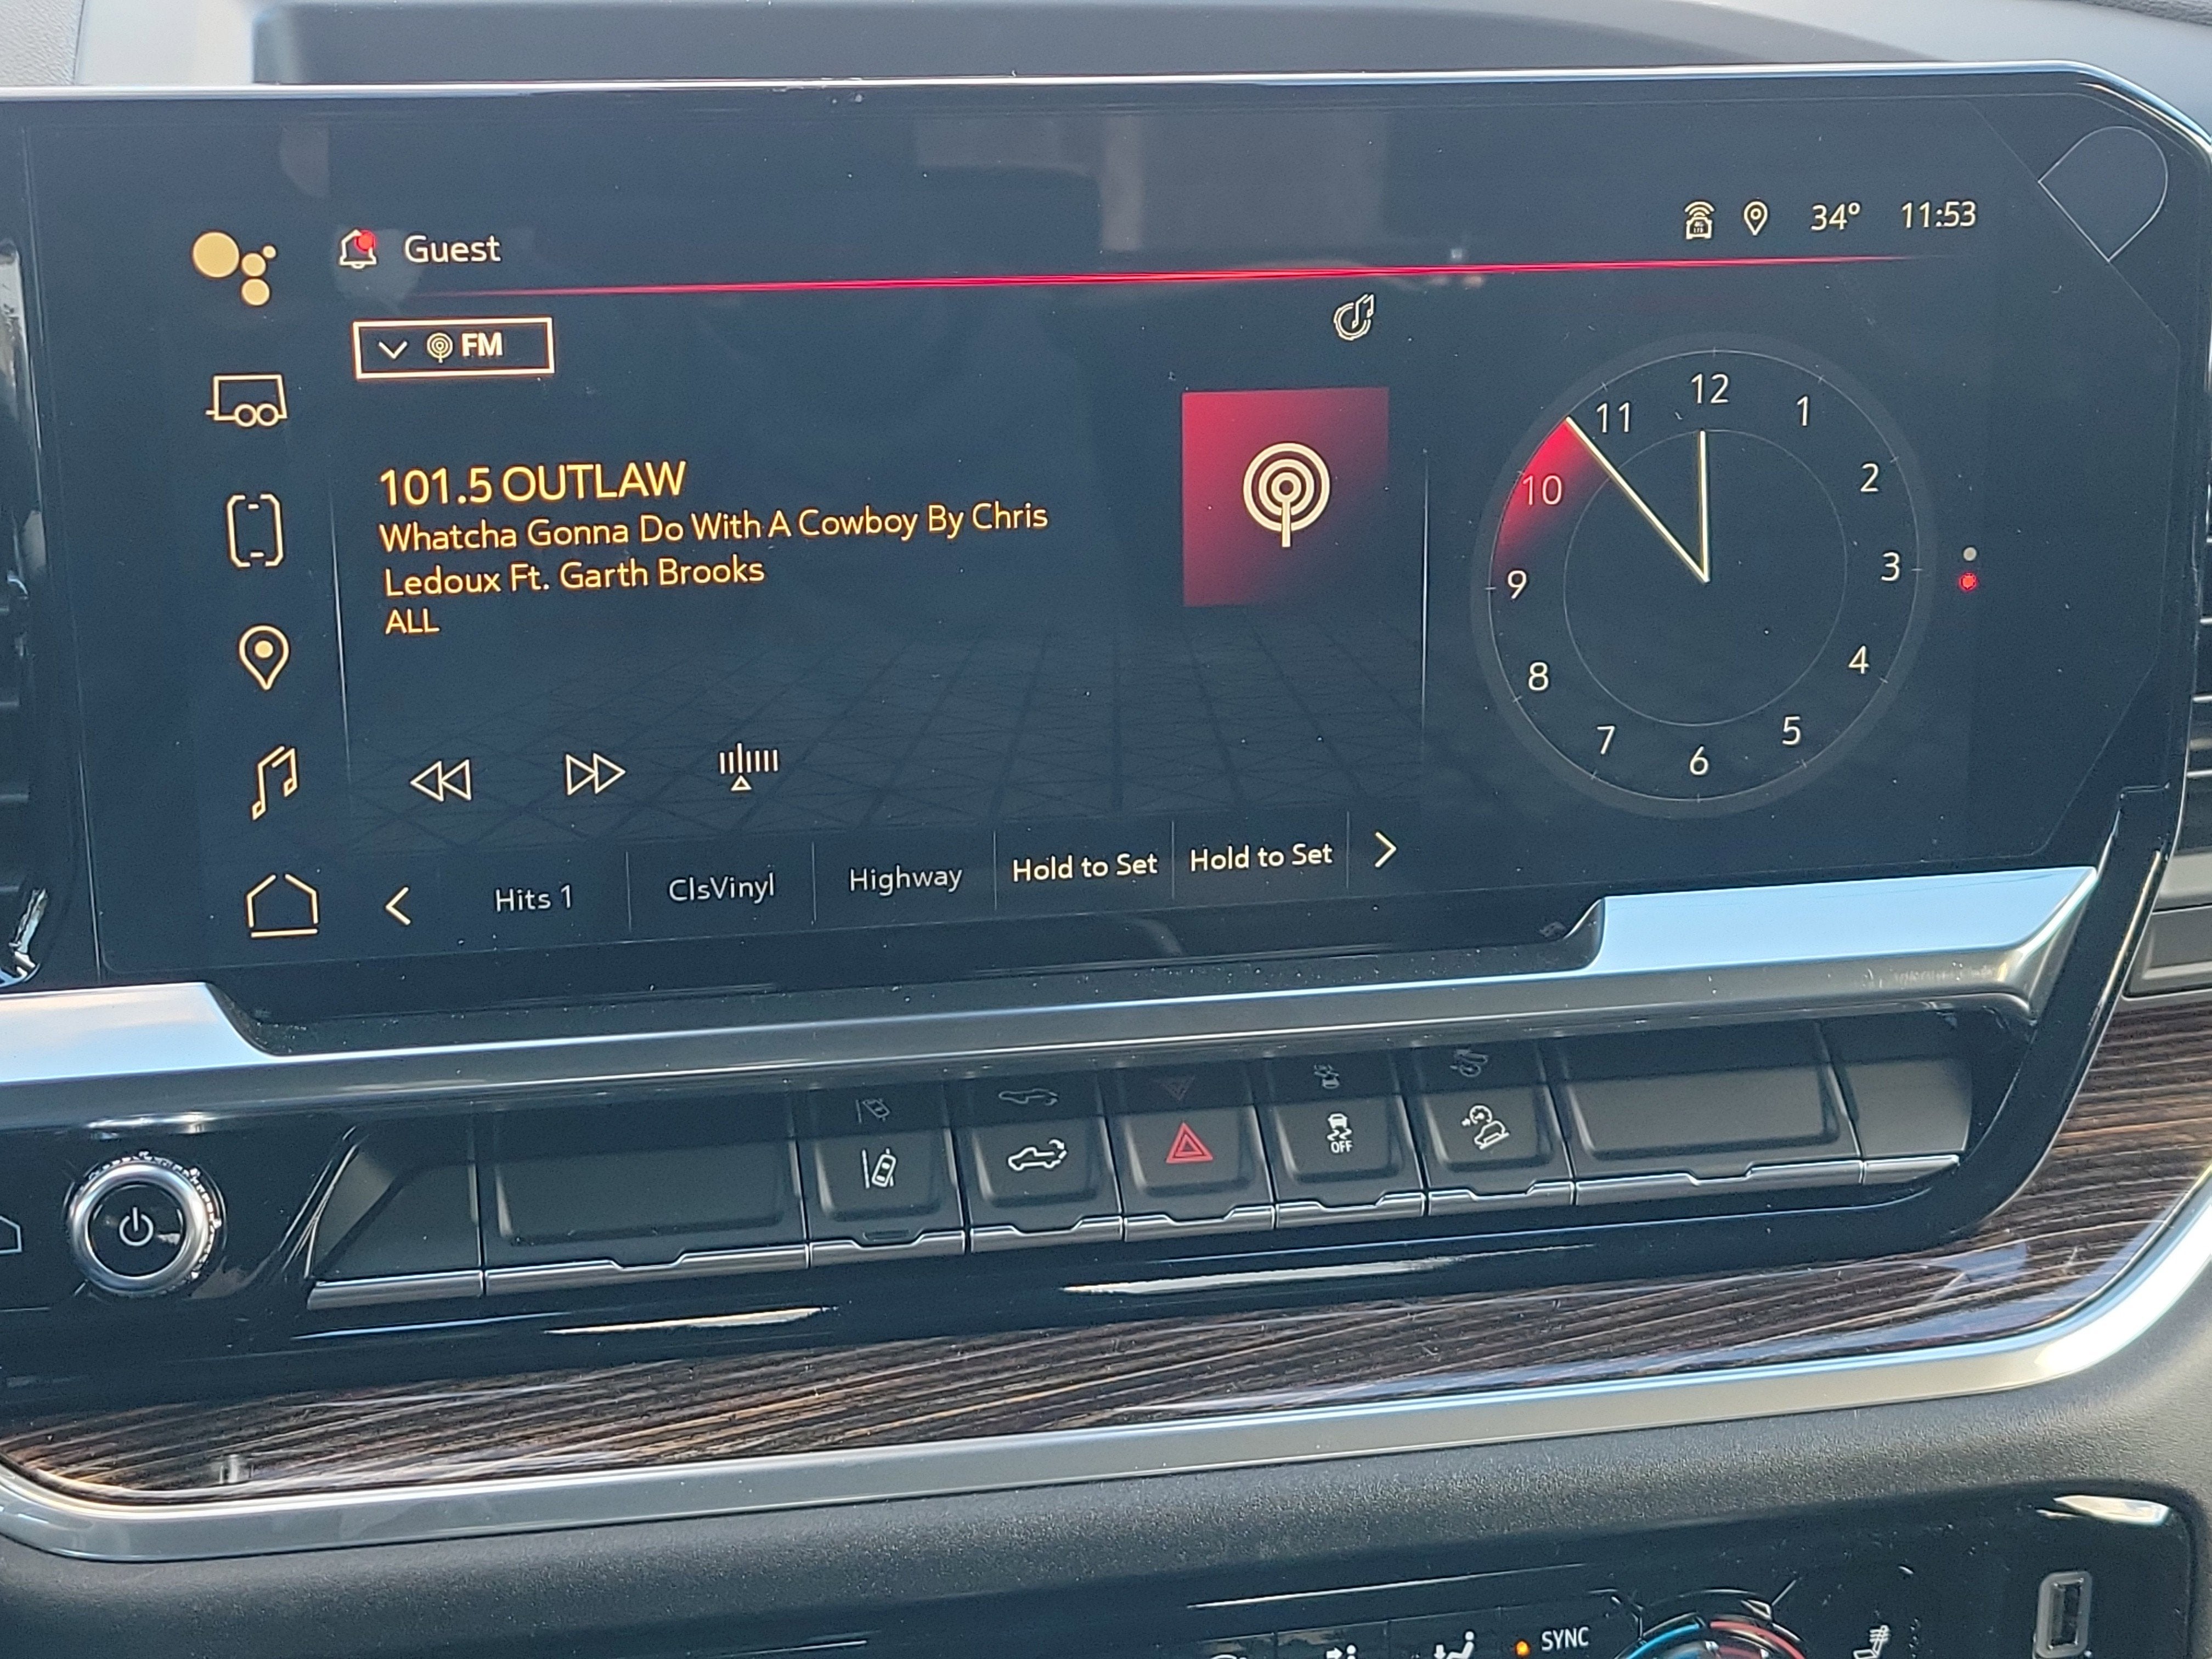 Guest
34° 11:53
FM
101.5 OUTLAW
Whatcha Gonna Do With A Cowboy By Chris
Ledoux Ft. Garth Brooks
ALL
12
11 1
10 2
9 3
8 4
7 5
6
Hits 1 ClsVinyl Highway Hold to Set Hold to Set
OFF
SYNC